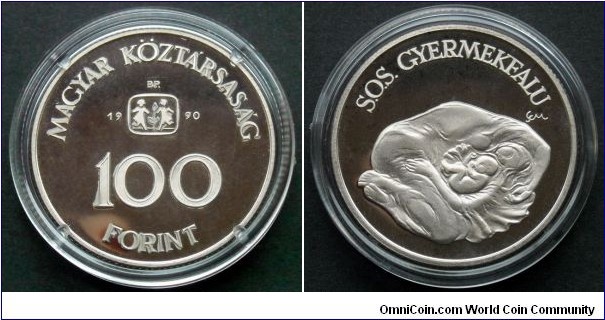 MAGYAR KÖZTÁRSASÁG
BP.
19 90
100
FORINT
S.O.S. GYERMEKFALU
OmniCoin.com World Coin Community